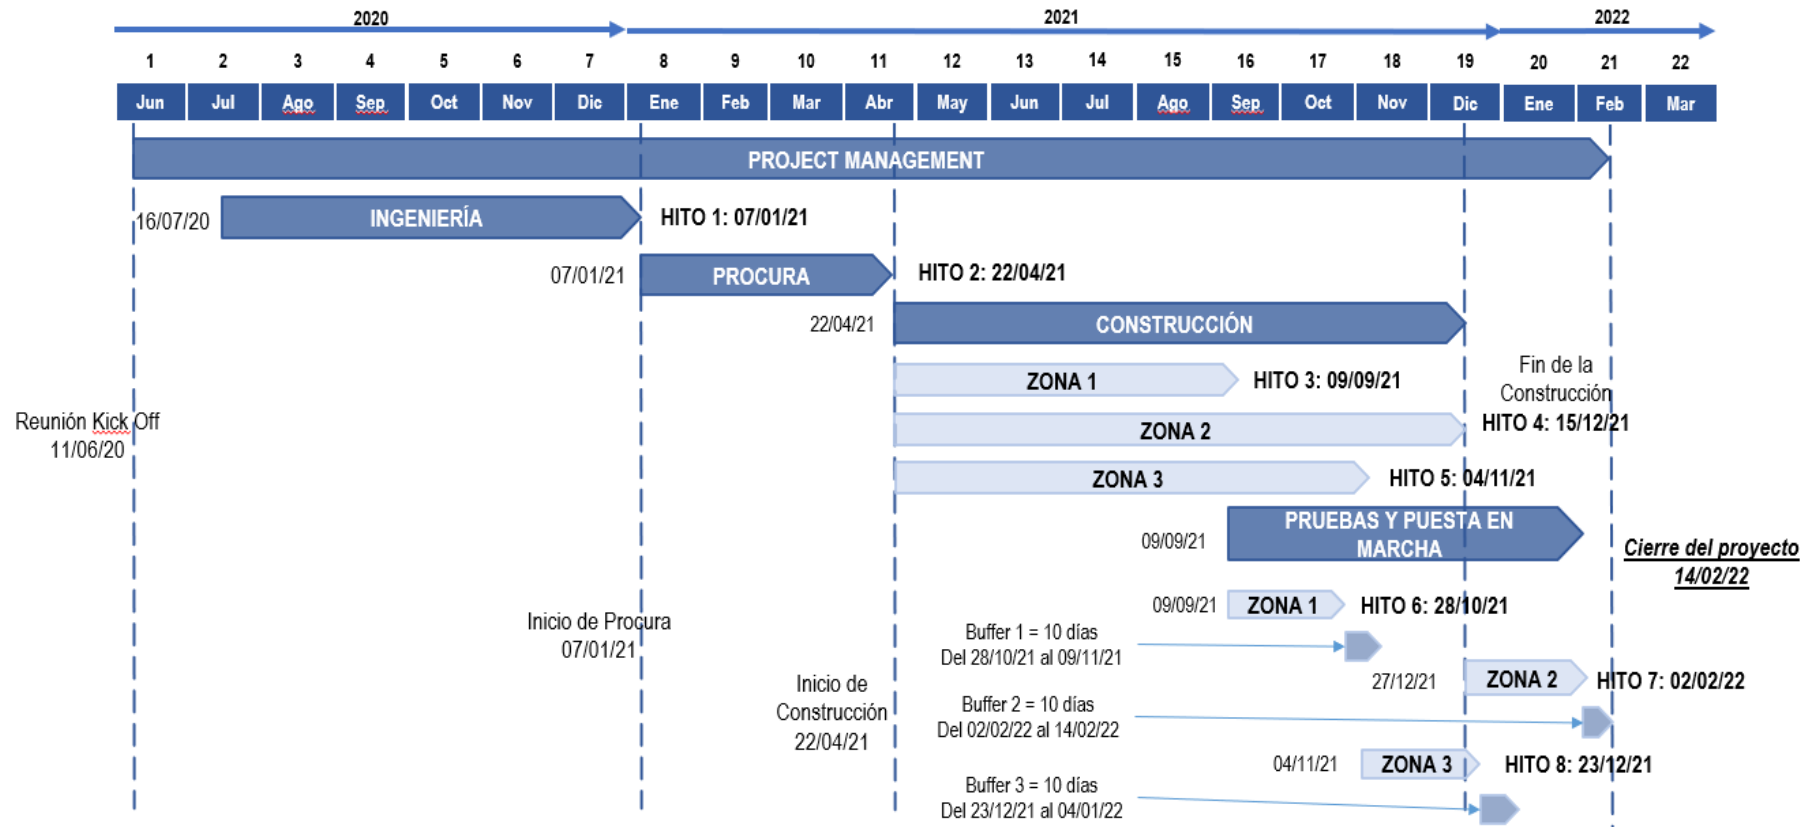 2020 2021 2022
1 2 3 4 5 6 7 8 9 10 11 12 13 14 15 16 17 18 19 20 21 22
Jun Jul Ago Sep Oct Nov Dic Ene Feb Mar Abr May Jun Jul Ago Sep Oct Nov Dic Ene Feb Mar
PROJECT MANAGEMENT
16/07/20 INGENIERÍA HITO 1: 07/01/21
07/01/21 PROCURA HITO 2: 22/04/21
22/04/21 CONSTRUCCIÓN
ZONA 1 HITO 3: 09/09/21
Fin de la
Construcción
ZONA 2 HITO 4: 15/12/21
Reunión Kick Off
11/06/20
ZONA 3 HITO 5: 04/11/21
09/09/21 PRUEBAS Y PUESTA EN
MARCHA
Cierre del proyecto
14/02/22
09/09/21 ZONA 1 HITO 6: 28/10/21
Inicio de Procura
07/01/21
Buffer 1 = 10 días
Del 28/10/21 al 09/11/21
27/12/21 ZONA 2 HITO 7: 02/02/22
Inicio de
Construcción
22/04/21
Buffer 2 = 10 días
Del 02/02/22 al 14/02/22
04/11/21 ZONA 3 HITO 8: 23/12/21
Buffer 3 = 10 días
Del 23/12/21 al 04/01/22